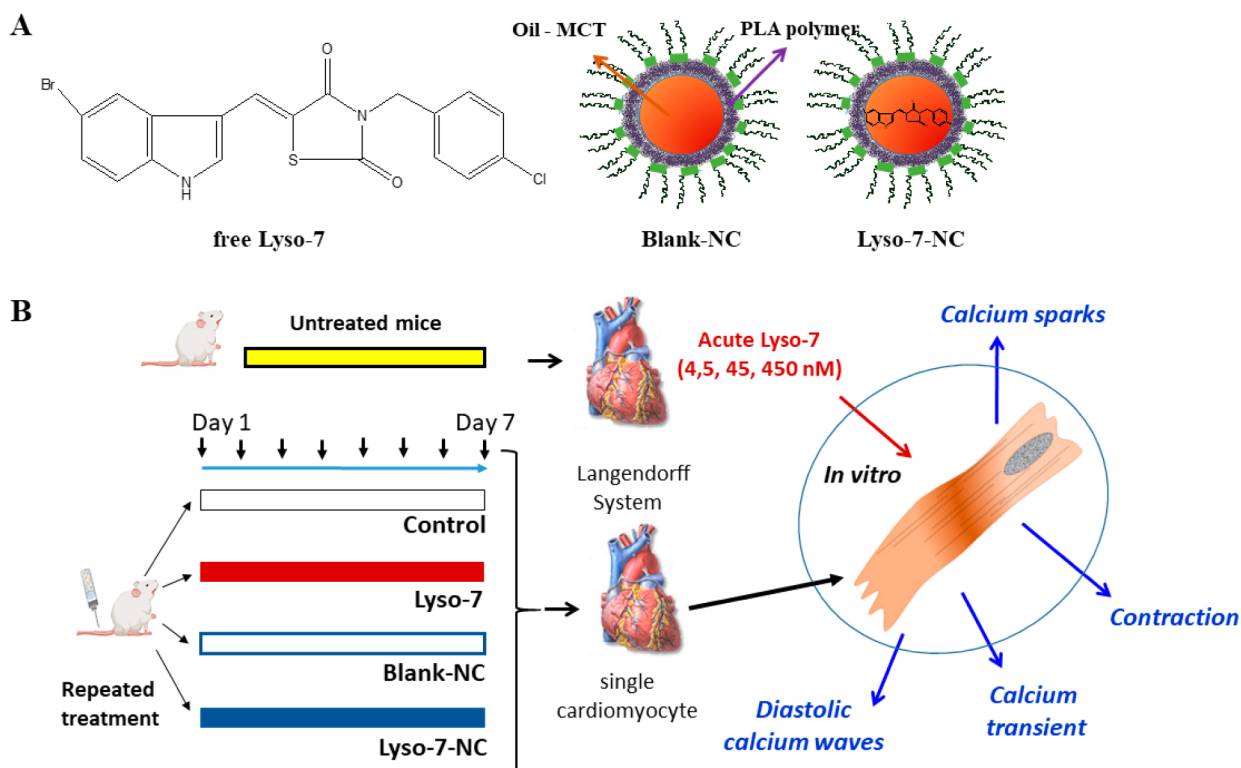 A
Oil - MCT
PLA polymer
O
Br
N
S
N
H
O
Cl
free Lyso-7
Blank-NC
Lyso-7-NC
B
Untreated mice
Acute Lyso-7
(4,5, 45, 450 nM)
Calcium sparks
Day 1
Day 7
Langendorff
System
In vitro
Control
Lyso-7
Blank-NC
Lyso-7-NC
Repeated
treatment
single
cardiomyocyte
Contraction
Calcium
transient
Diastolic
calcium waves